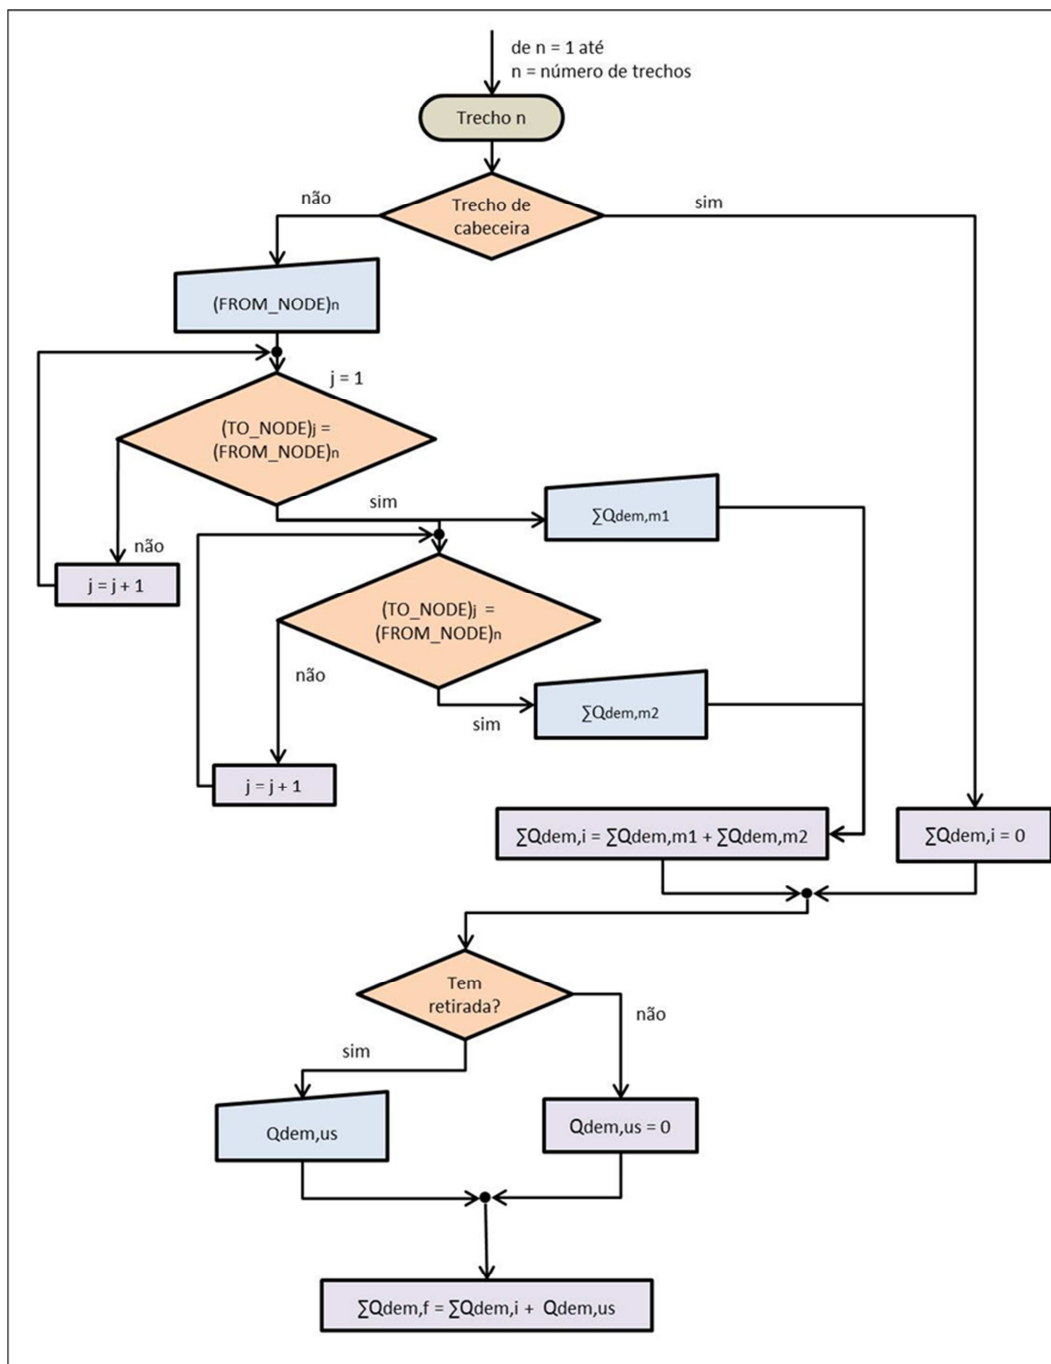 de n = 1 até
n = número de trechos
Trecho n
não
Trecho de
cabeceira
sim
(FROM_NODE)n
j = 1
(TO_NODE)j =
(FROM_NODE)n
sim
∑Qdem,m1
não
j = j + 1
(TO_NODE)j =
(FROM_NODE)n
não
sim
∑Qdem,m2
j = j + 1
∑Qdem,i = ∑Qdem,m1 + ∑Qdem,m2
∑Qdem,i = 0
Tem
retirada?
não
sim
Qdem,us
Qdem,us = 0
∑Qdem,f = ∑Qdem,i + Qdem,us